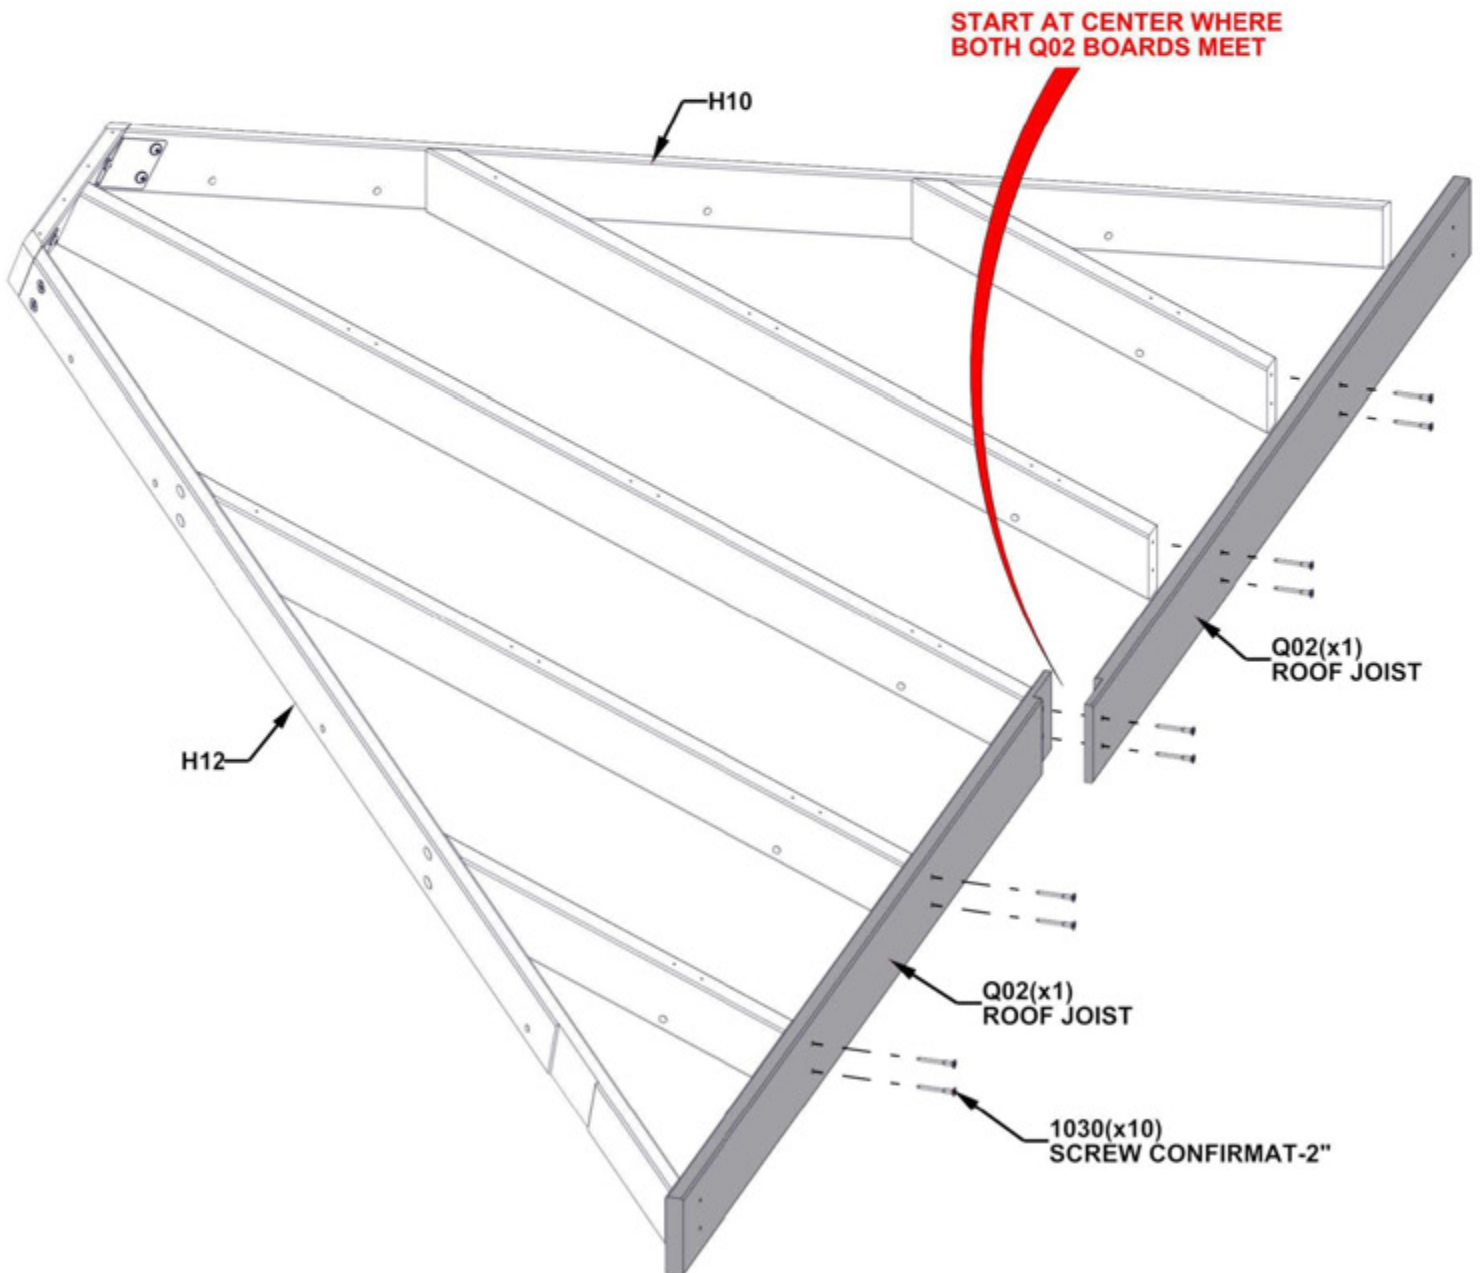 START AT CENTER WHERE
BOTH Q02 BOARDS MEET
H10
Q02(x1)
ROOF JOIST
H12
Q02(x1)
ROOF JOIST
1030(x10)
SCREW CONFIRMAT-2"